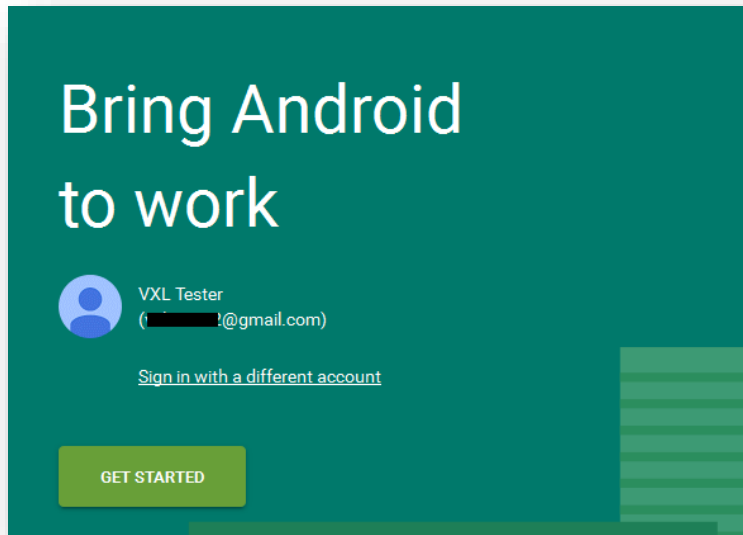 Bring Android
to work
VXL Tester
(@gmail.com)
Sign in with a different account
GET STARTED